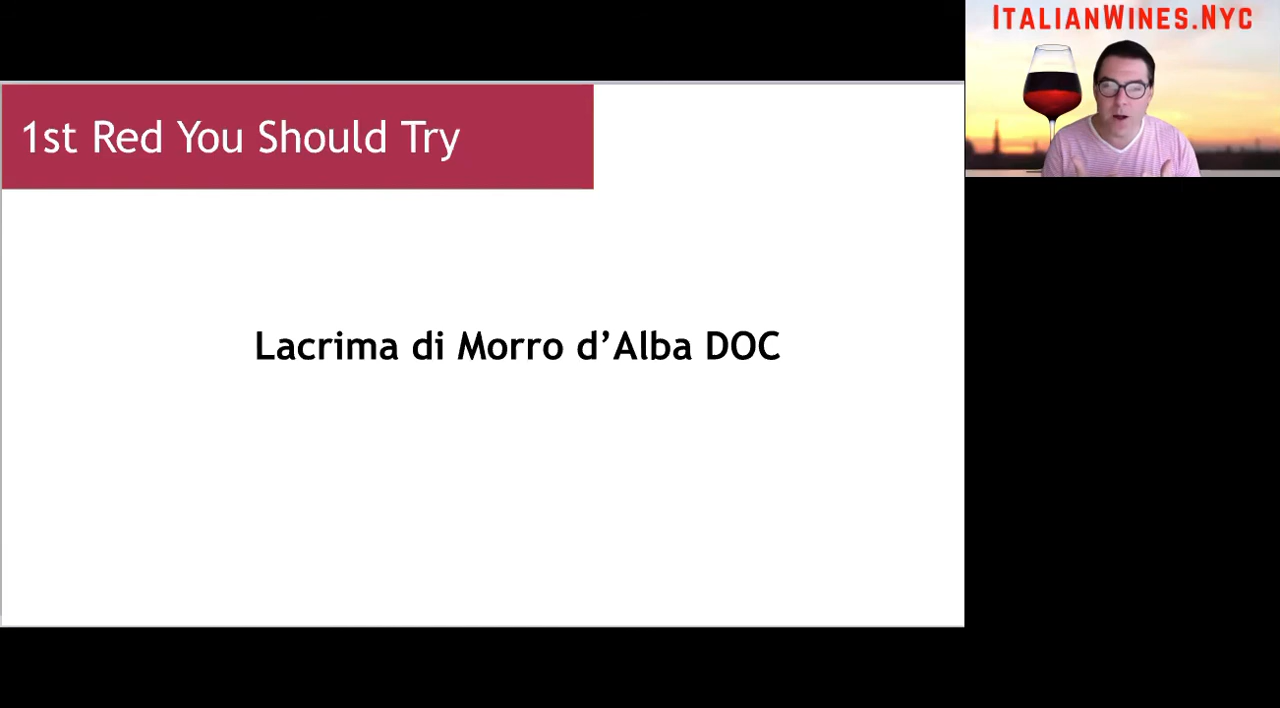 ITALIANWINES.NYC
1st Red You Should Try
Lacrima di Morro d’Alba DOC